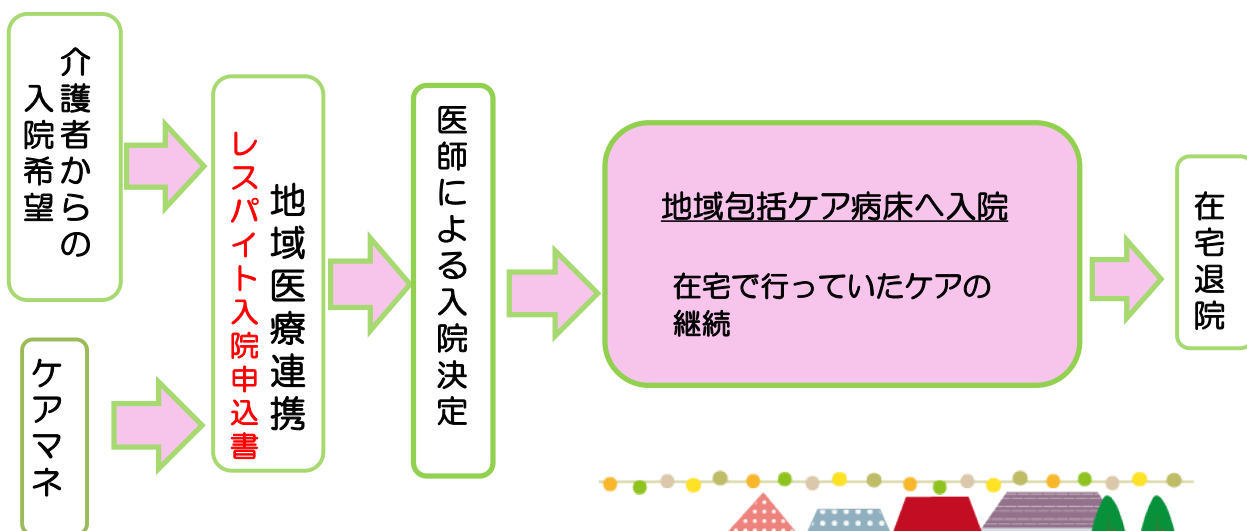 介護者からの
入院希望
ケアマネ
地域医療連携
レスパイト入院申込書
医師による入院決定
地域包括ケア病床へ入院
在宅で行っていたケアの
継続
在宅退院